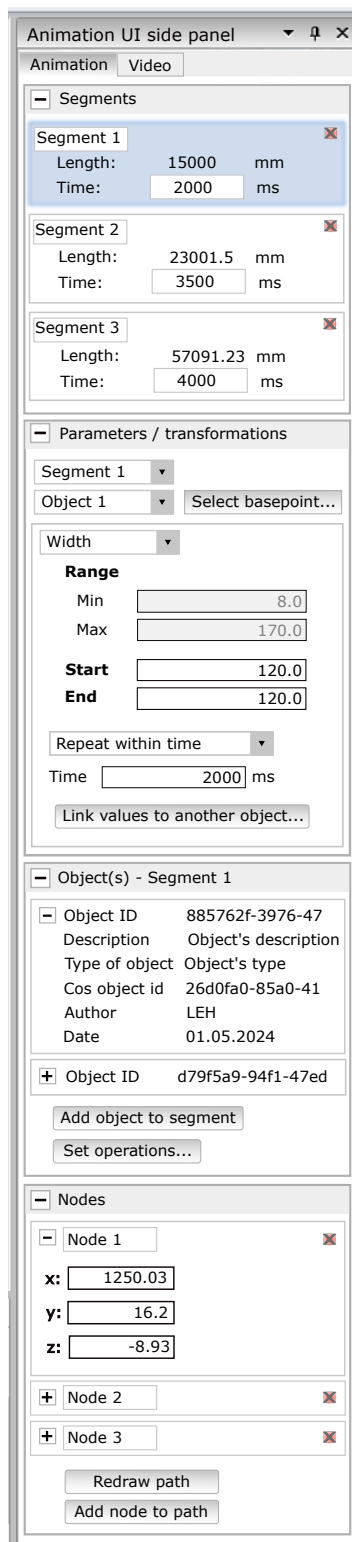 Animation UI side panel
Animation Video
Segments
Segment 1
Length: 15000 mm
Time: 2000 ms
Segment 2
Length: 23001.5 mm
Time: 3500 ms
Segment 3
Length: 57091.23 mm
Time: 4000 ms
Parameters / transformations
Segment 1
Object 1 Select basepoint...
Width
Range
Min 8.0
Max 170.0
Start 120.0
End 120.0
Repeat within time
Time 2000 ms
Link values to another object...
Object(s) - Segment 1
Object ID 885762f-3976-47
Description Object's description
Type of object Object's type
Cos object id 26d0fa0-85a0-41
Author LEH
Date 01.05.2024
Object ID d79f5a9-94f1-47ed
Add object to segment
Set operations...
Nodes
Node 1
x: 1250.03
y: 16.2
z: -8.93
Node 2
Node 3
Redraw path
Add node to path